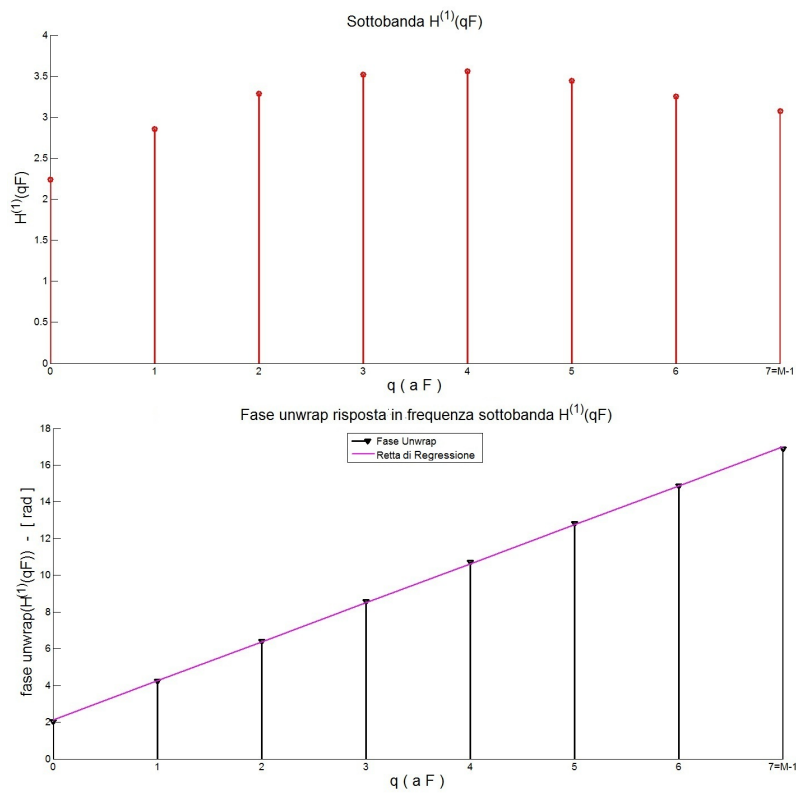 Sottobanda H(1)(qF)
4
3.5
3
2.5
2
1.5
1
0.5
0
H(1)(qF)
0 1 2 3 4 5 6 7=M-1
q ( a F )
Fase unwrap risposta in frequenza sottobanda H(1)(qF)
Fase Unwrap
Retta di Regressione
18
16
14
12
10
8
6
4
2
0
fase unwrap(H(1)(qF)) - [ rad ]
0 1 2 3 4 5 6 7=M-1
q ( a F )